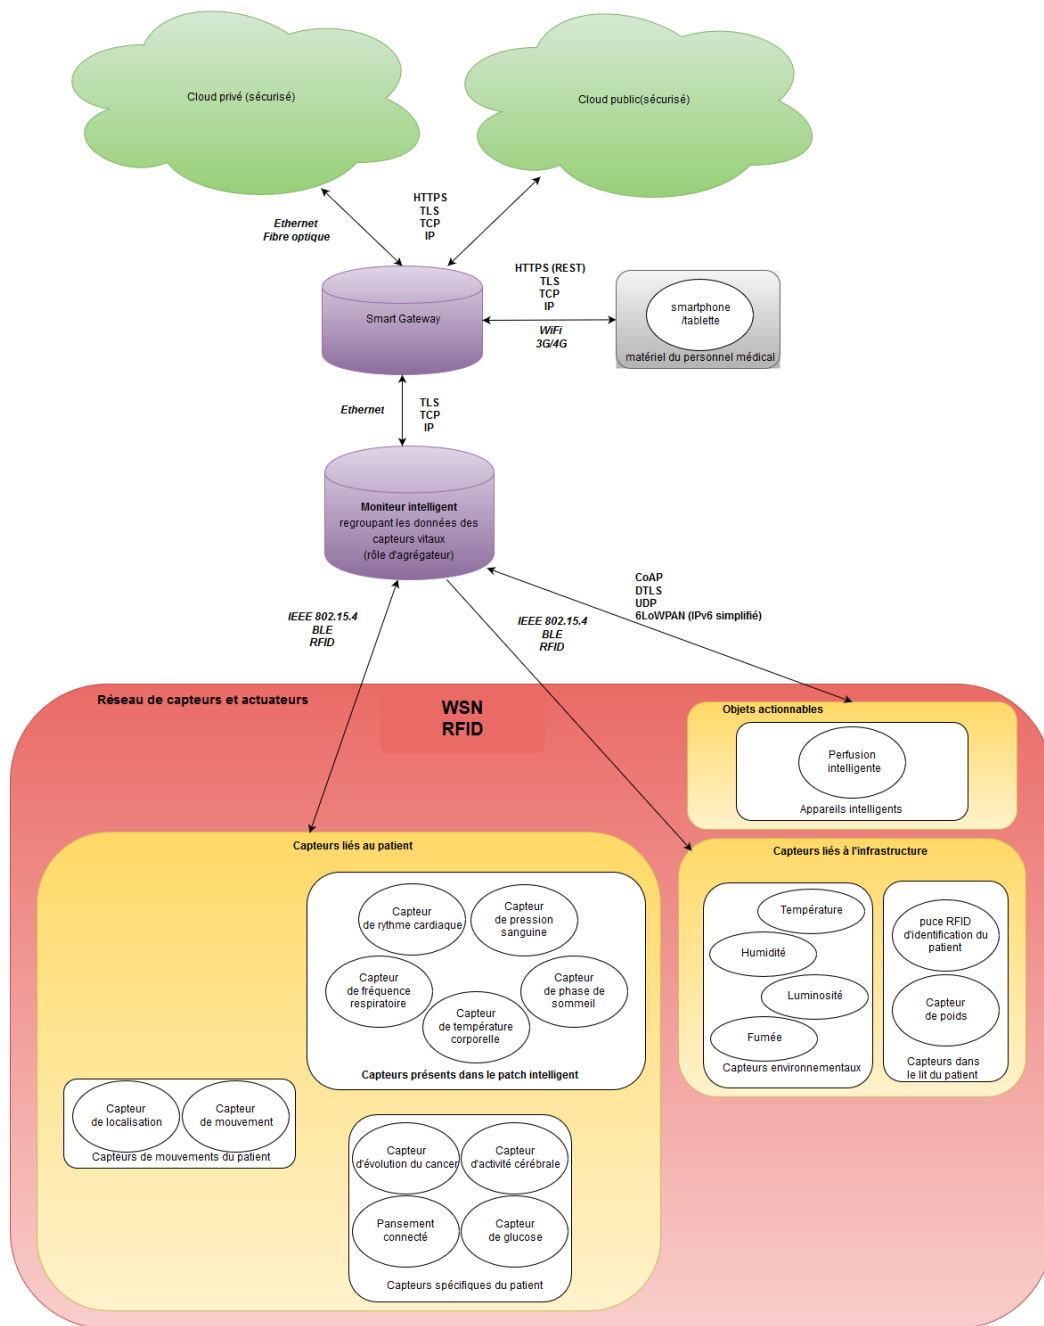 Cloud privé (sécurisé)
Cloud public(sécurisé)
HTTPS
TLS
TCP
IP
Ethernet
Fibre optique
HTTPS (REST)
TLS
TCP
IP
WiFi
3G/4G
Smart Gateway
smartphone
/tablette
matériel du personnel médical
Ethernet
TLS
TCP
IP
Moniteur intelligent
regroupant les données des
capteurs vitaux
(rôle d'agrégateur)
CoAP
DTLS
UDP
6LoWPAN (IPv6 simplifié)
IEEE 802.15.4
BLE
RFID
IEEE 802.15.4
BLE
RFID
Réseau de capteurs et actuateurs
WSN
RFID
Objets actionnables
Perfusion
intelligente
Appareils intelligents
Capteurs liés au patient
Capteur
de rythme cardiaque
Capteur
de pression
sanguine
Capteur
de fréquence
respiratoire
Capteur
de phase de
sommeil
Capteur
de température
corporelle
Capteurs présents dans le patch intelligent
Capteur
de localisation
Capteur
de mouvement
Capteurs de mouvements du patient
Capteur
d'évolution du cancer
Capteur
d'activité cérébrale
Pansement
connecté
Capteur
de glucose
Capteurs spécifiques du patient
Capteurs liés à l'infrastructure
Température
Humidité
Luminosité
Fumée
Capteurs environnementaux
puce RFID
d'identification du
patient
Capteur
de poids
Capteurs dans
le lit du patient